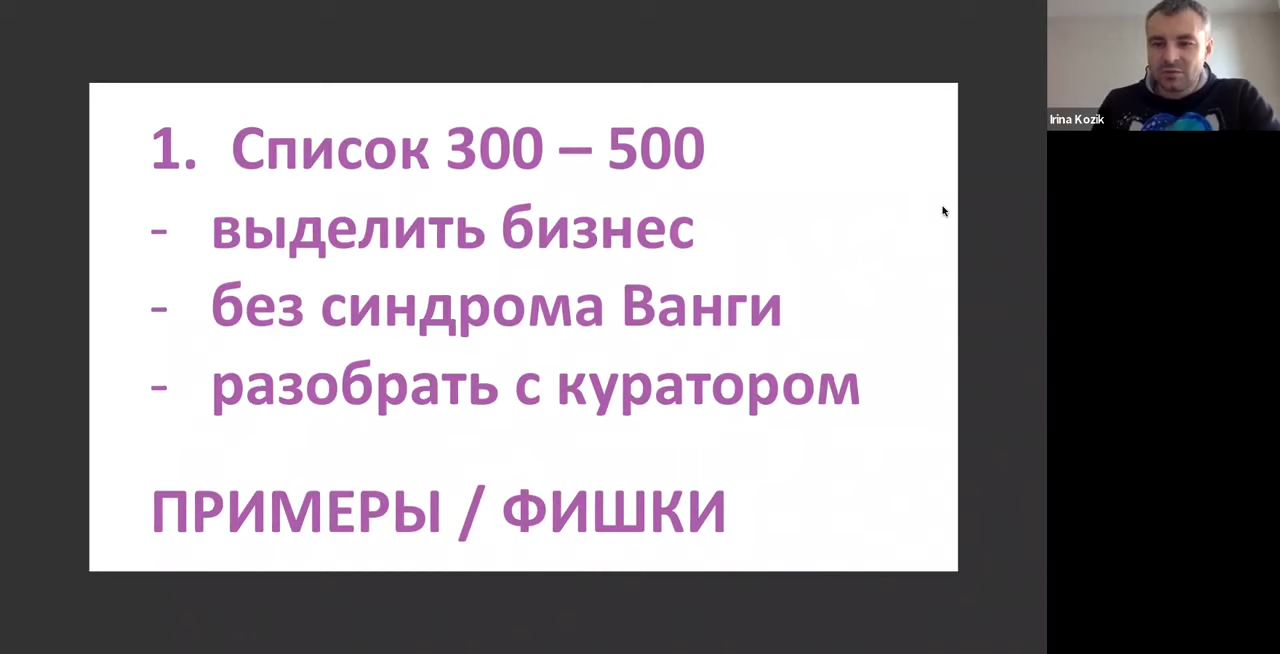 1. Список 300 – 500
- выделить бизнес
- без синдрома Ванги
- разобрать с куратором
ПРИМЕРЫ / ФИШКИ
Irina Kozik